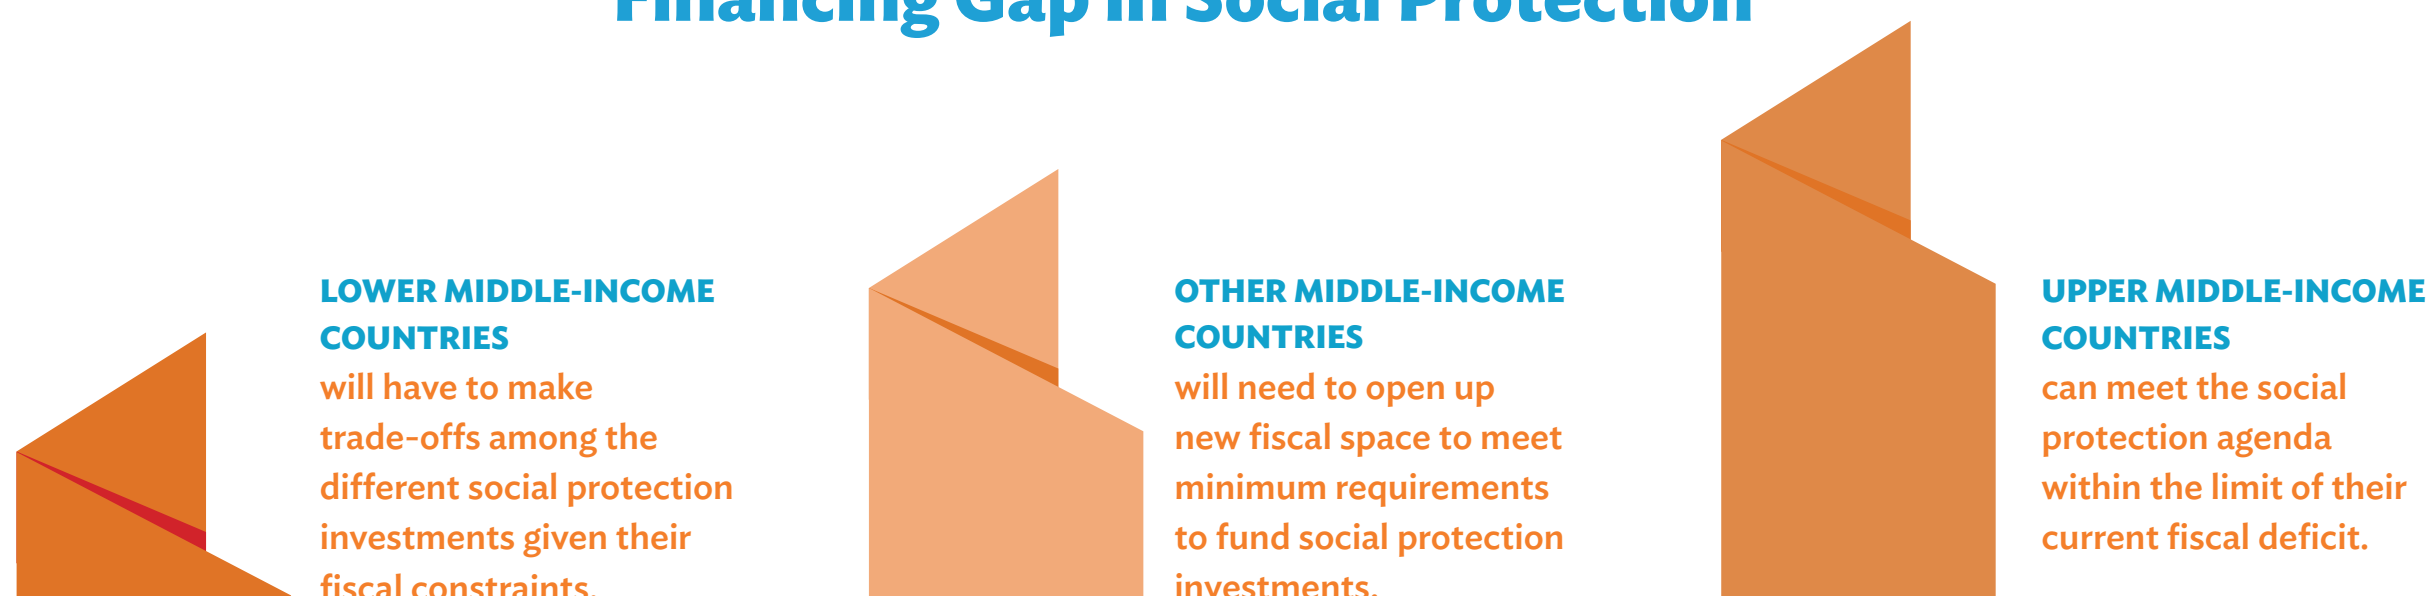 Financing Gap in Social Protection
LOWER MIDDLE-INCOME
COUNTRIES
will have to make
trade-offs among the
different social protection
investments given their
fiscal constraints.
OTHER MIDDLE-INCOME
COUNTRIES
will need to open up
new fiscal space to meet
minimum requirements
to fund social protection
investments.
UPPER MIDDLE-INCOME
COUNTRIES
can meet the social
protection agenda
within the limit of their
current fiscal deficit.